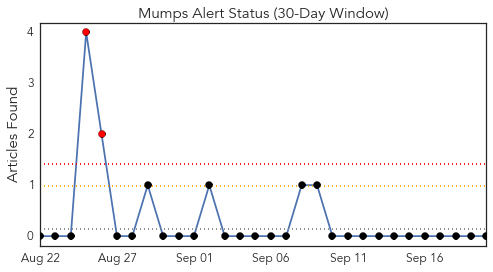 Mumps Alert Status (30-Day Window)
Articles Found
4
3
2
1
0
Aug 22 Aug 27 Sep 01 Sep 06 Sep 11 Sep 16